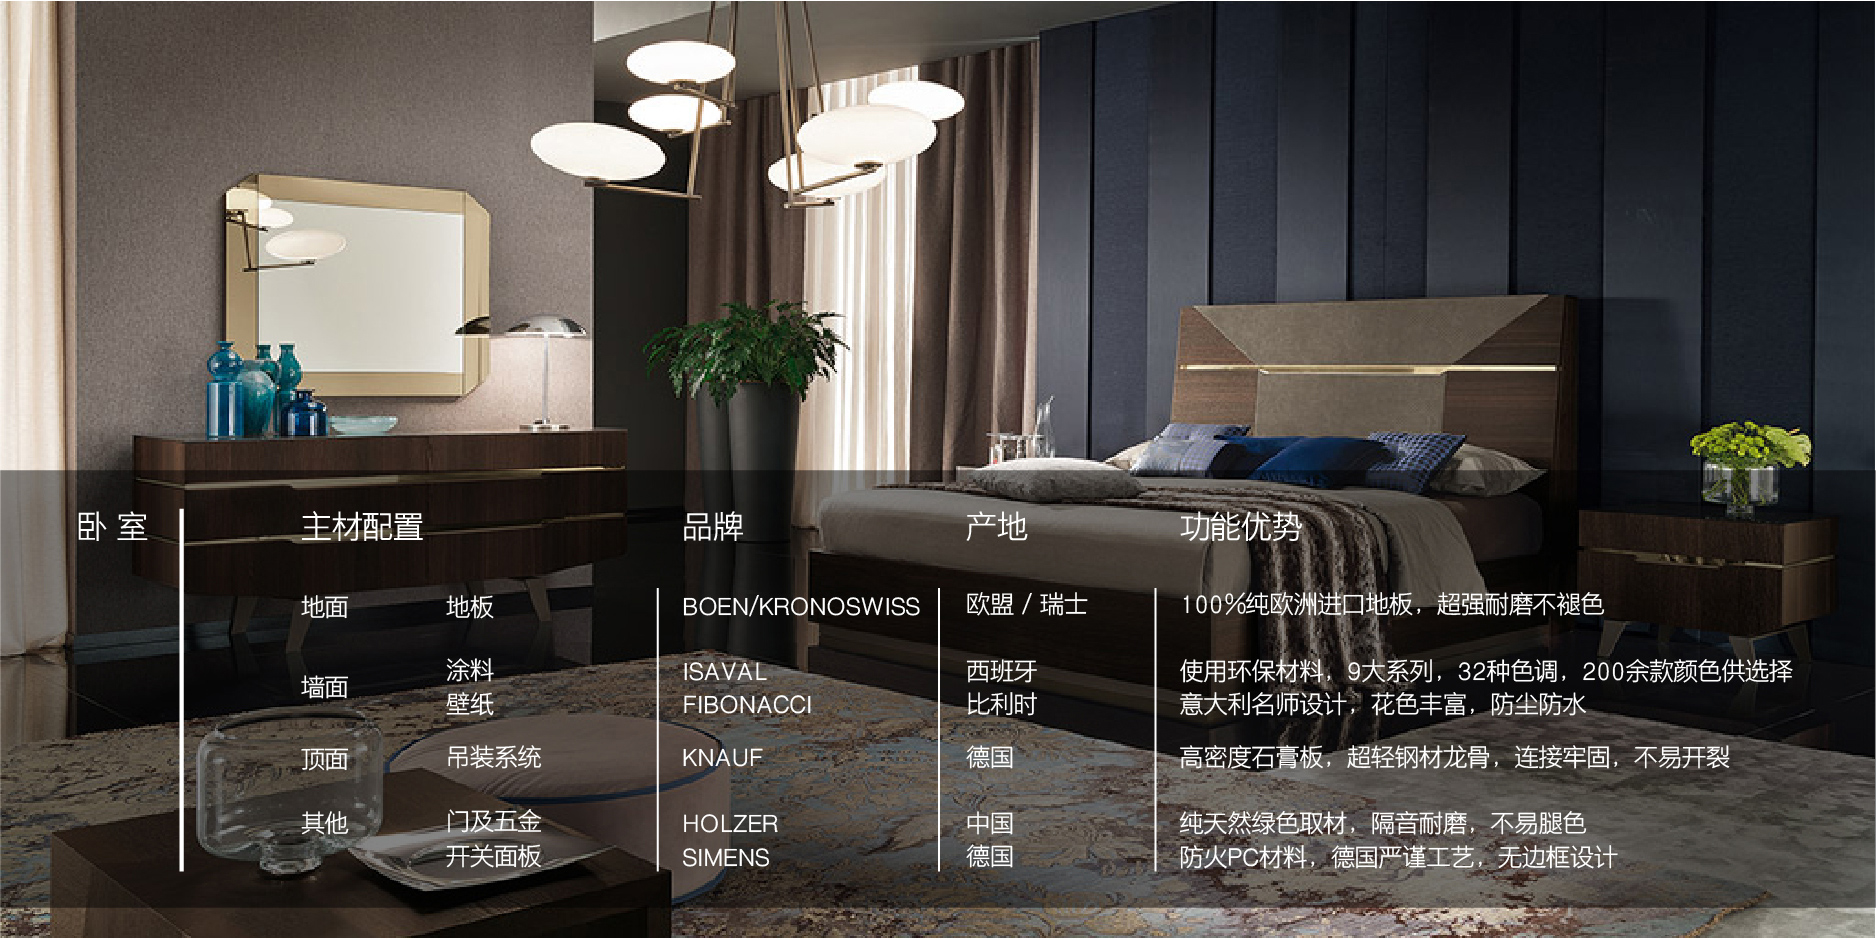 卧室 主材配置 品牌 产地 功能优势
地面 地板 BOEN/KRONOSWISS 欧盟 / 瑞士 100%纯欧洲进口地板，超强耐磨不褪色
墙面 涂料 ISAVAL 西班牙 使用环保材料，9大系列，32种色调，200余款颜色供选择
壁纸 FIBONACCI 比利时 意大利名师设计，花色丰富，防尘防水
顶面 吊装系统 KNAUF 德国 高密度石膏板，超轻钢材龙骨，连接牢固，不易开裂
其他 门及五金 HOLZER 中国 纯天然绿色取材，隔音耐磨，不易腿色
开关面板 SIMENS 德国 防火PC材料，德国严谨工艺，无边框设计